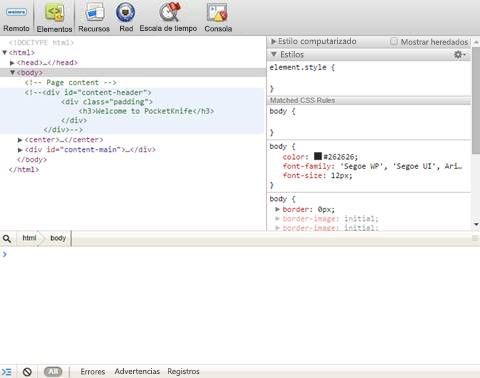 Remoto
Elementos
Recursos
Red
Escala de tiempo
Consola
<!DOCTYPE html>
▼<html>
▶<head>…</head>
▼<body>
<!-- Page content -->
<!--<div id="content-header">
<div class="padding">
<h3>Welcome to PocketKnife</h3>
</div>
</div>-->
▶<center>…</center>
▶<div id="content-main">…</div>
</body>
</html>
▶Estilo computarizado
Mostrar heredados
▼ Estilos
element.style {
}
Matched CSS Rules
body {
}
body {
color: #262626;
font-family: 'Segoe WP', 'Segoe UI', Ari…
font-size: 12px;
}
body {
▶border: 0px;
▶border-image: initial;
▶border-image: initial;
html
body
>
All
Errores
Advertencias
Registros